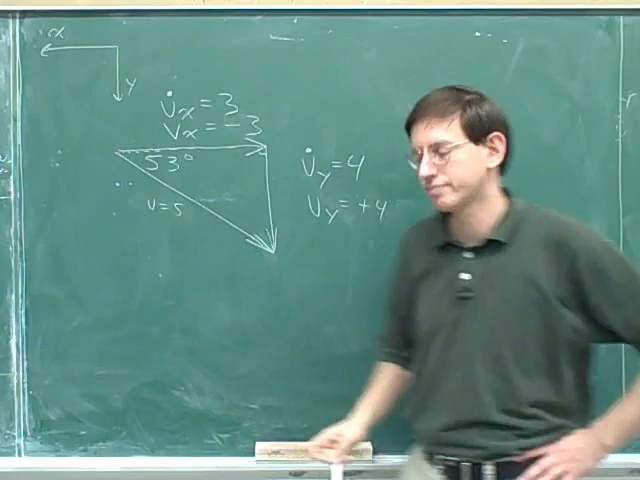 x
y
v̇x = 3
vx = -3
53°
v=5
v̇y = 4
vy = +4